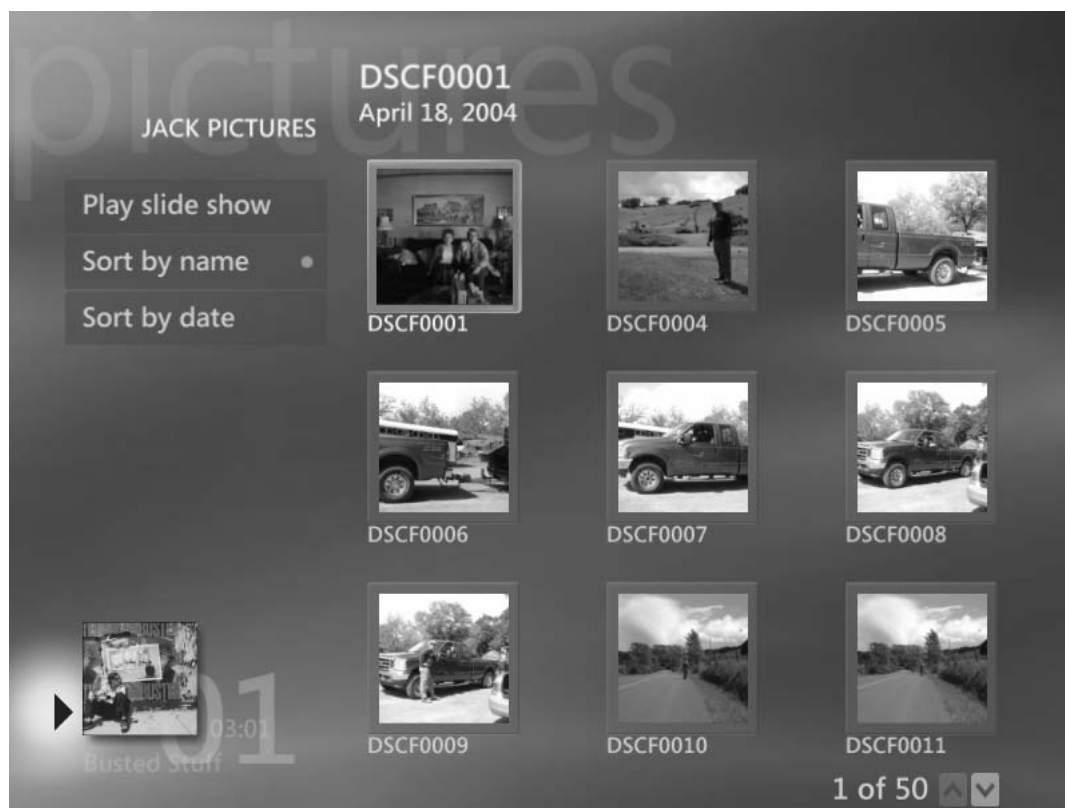 pictures
DSCF0001
April 18, 2004
JACK PICTURES
Play slide show
Sort by name
Sort by date
DSCF0001
DSCF0004
DSCF0005
DSCF0006
DSCF0007
DSCF0008
DSCF0009
DSCF0010
DSCF0011
01
03:01
Busted Stuff
1 of 50